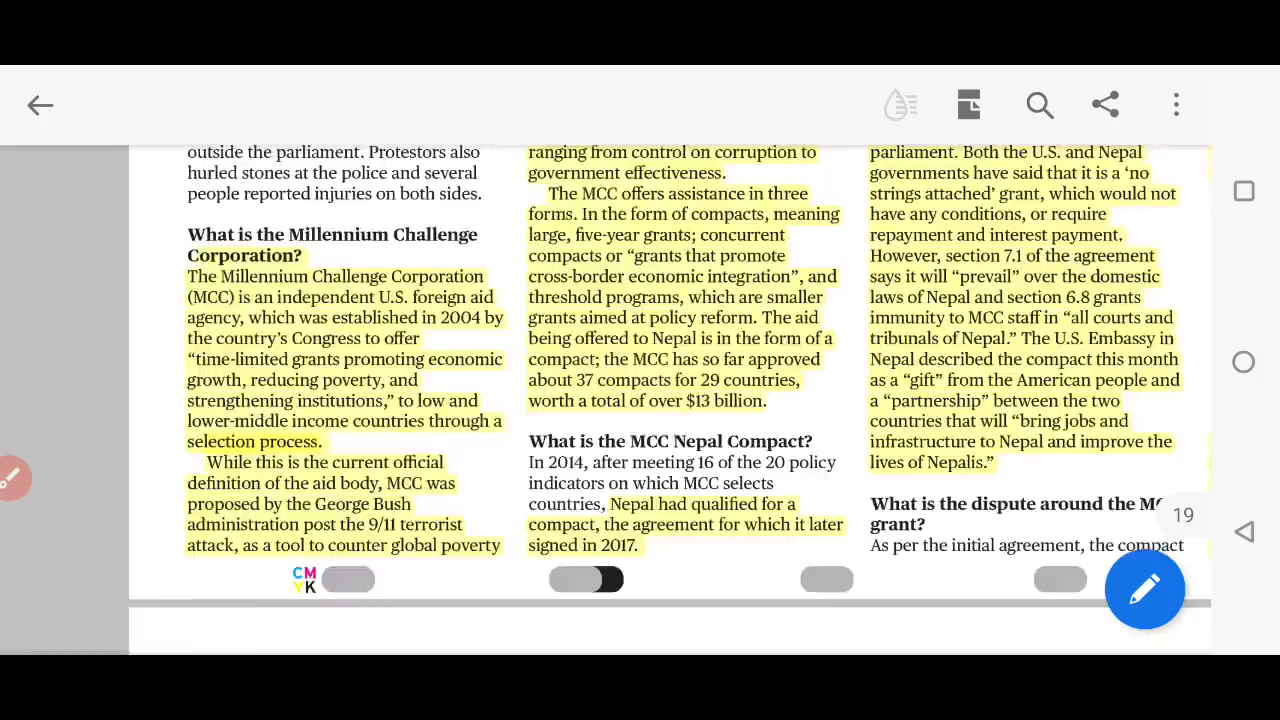 outside the parliament. Protestors also
hurled stones at the police and several
people reported injuries on both sides.
What is the Millennium Challenge
Corporation?
The Millennium Challenge Corporation
(MCC) is an independent U.S. foreign aid
agency, which was established in 2004 by
the country's Congress to offer
“time-limited grants promoting economic
growth, reducing poverty, and
strengthening institutions,” to low and
lower-middle income countries through a
selection process.
While this is the current official
definition of the aid body, MCC was
proposed by the George Bush
administration post the 9/11 terrorist
attack, as a tool to counter global poverty
ranging from control on corruption to
government effectiveness.
The MCC offers assistance in three
forms. In the form of compacts, meaning
large, five-year grants; concurrent
compacts or “grants that promote
cross-border economic integration”, and
threshold programs, which are smaller
grants aimed at policy reform. The aid
being offered to Nepal is in the form of a
compact; the MCC has so far approved
about 37 compacts for 29 countries,
worth a total of over $13 billion.
What is the MCC Nepal Compact?
In 2014, after meeting 16 of the 20 policy
indicators on which MCC selects
countries, Nepal had qualified for a
compact, the agreement for which it later
signed in 2017.
parliament. Both the U.S. and Nepal
governments have said that it is a ‘no
strings attached’ grant, which would not
have any conditions, or require
repayment and interest payment.
However, section 7.1 of the agreement
says it will “prevail” over the domestic
laws of Nepal and section 6.8 grants
immunity to MCC staff in “all courts and
tribunals of Nepal.” The U.S. Embassy in
Nepal described the compact this month
as a “gift” from the American people and
a “partnership” between the two
countries that will “bring jobs and
infrastructure to Nepal and improve the
lives of Nepalis.”
What is the dispute around the
grant?
As per the initial agreement, the compact
19
CM
YK